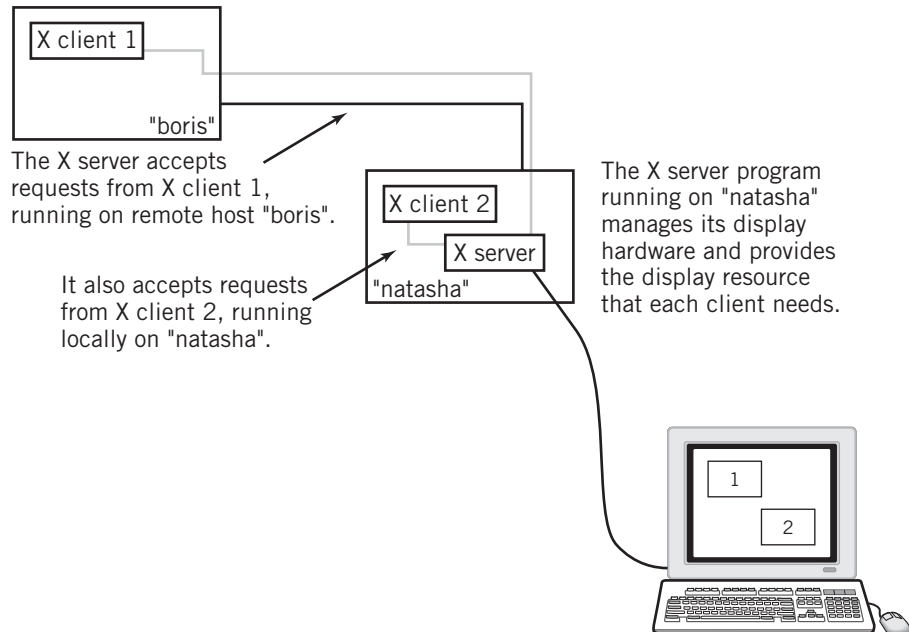 X client 1
"boris"
The X server accepts
requests from X client 1,
running on remote host "boris".
X client 2
X server
"natasha"
The X server program
running on "natasha"
manages its display
hardware and provides
the display resource
that each client needs.
It also accepts requests
from X client 2, running
locally on "natasha".
1
2